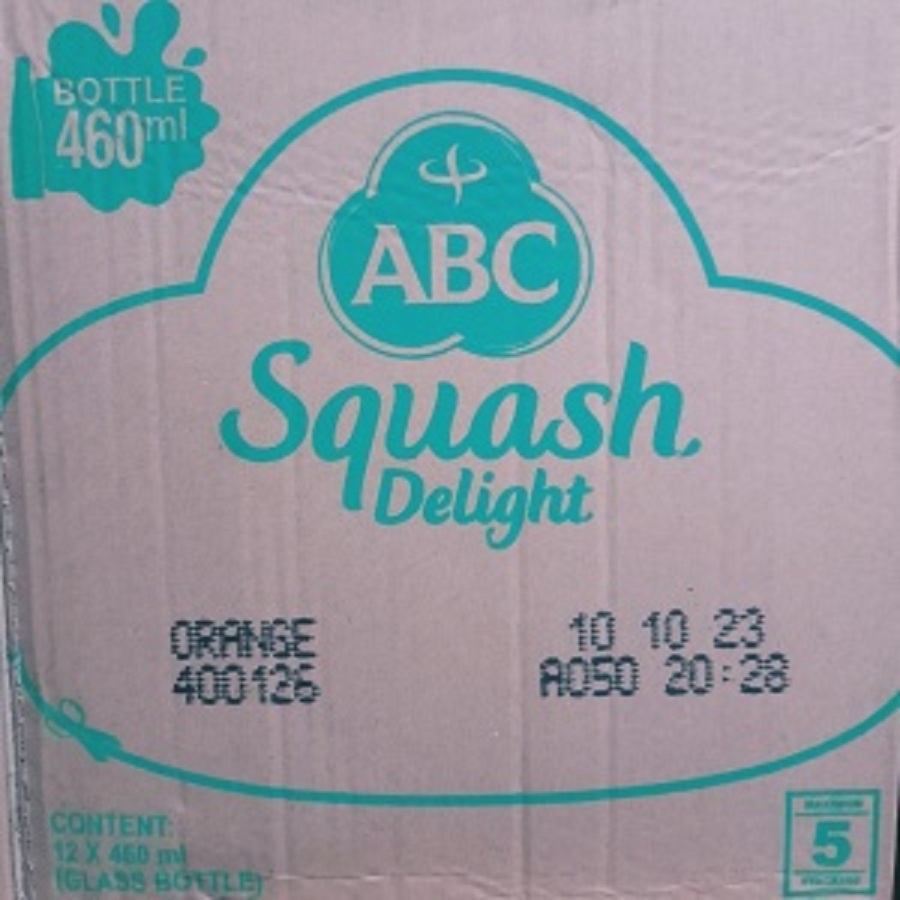 BOTTLE
460ml
ABC
Squash
Delight
ORANGE
400126
10 10 23
A050 20:28
CONTENT:
12 X 460 ml
(GLASS BOTTLE)
MAXIMUM
5